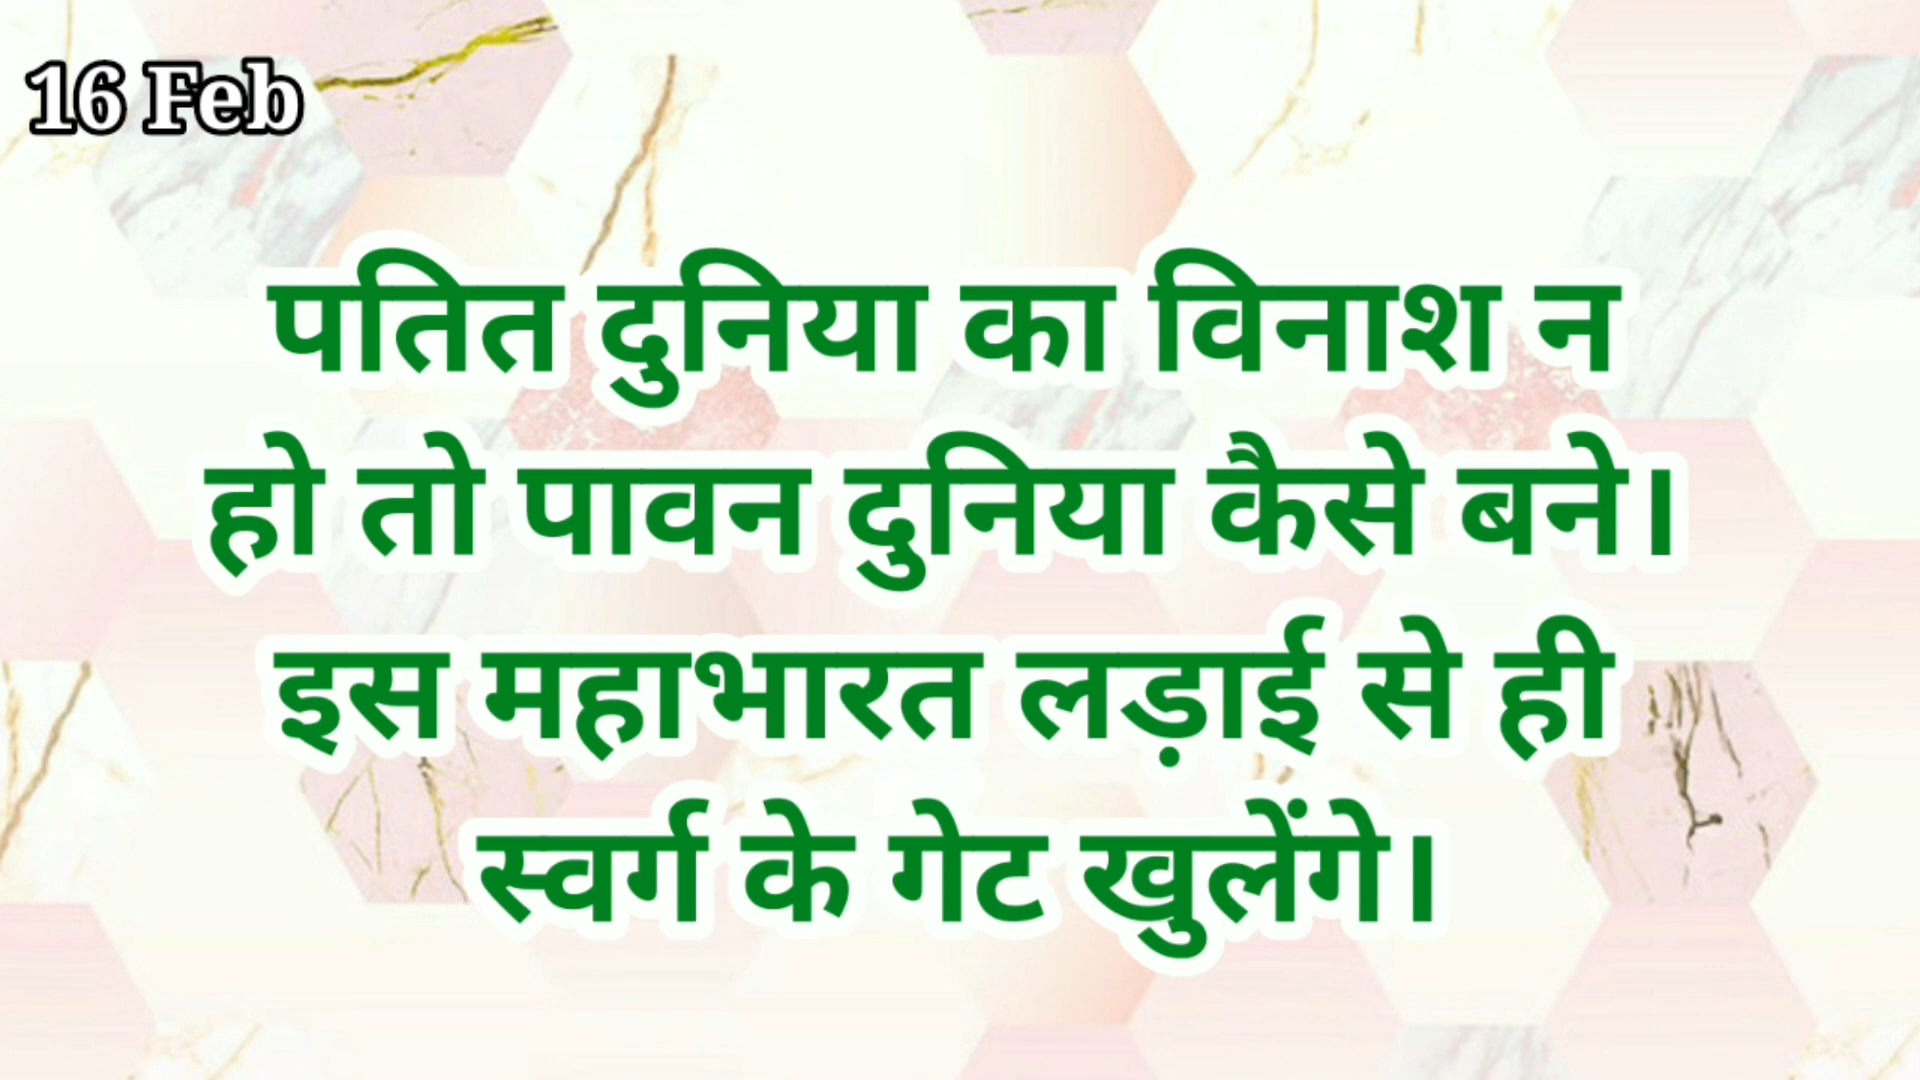 16 Feb
पतित दुनिया का विनाश न
हो तो पावन दुनिया कैसे बने।
इस महाभारत लड़ाई से ही
स्वर्ग के गेट खुलेंगे।